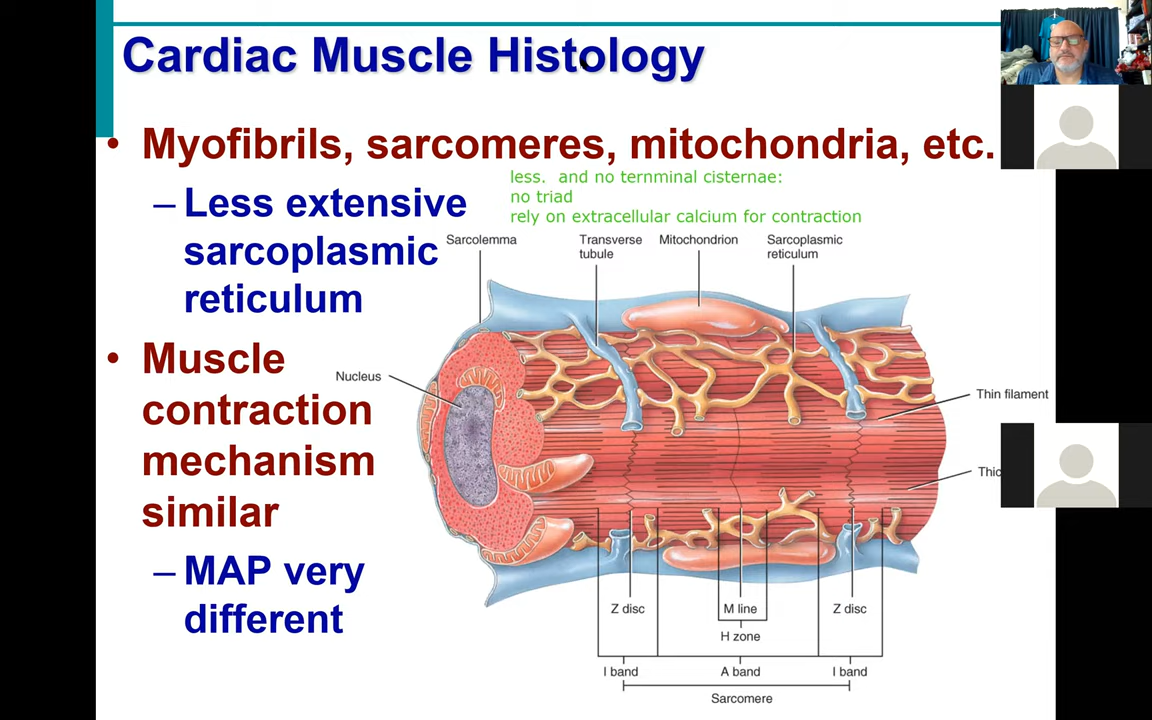 Cardiac Muscle Histology
• Myofibrils, sarcomeres, mitochondria, etc.
– Less extensive
sarcoplasmic
reticulum
less.  and no ternminal cisternae:
no triad
rely on extracellular calcium for contraction
• Muscle
contraction
mechanism
similar
– MAP very
different
Sarcolemma
Transverse
tubule
Mitochondrion
Sarcoplasmic
reticulum
Nucleus
Thin filament
Thic
Z disc
M line
Z disc
H zone
I band
A band
I band
Sarcomere